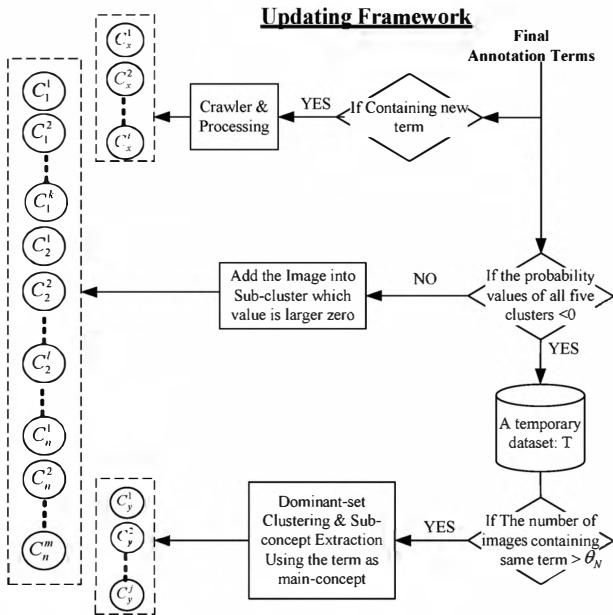 Updating Framework
Final
Annotation Terms
C_x^1
C_x^2
C_x^i
Crawler &
Processing
YES
If Containing new
term
C_1^1
C_1^2
C_1^k
C_2^1
C_2^2
C_2^l
C_n^1
C_n^2
C_n^m
Add the Image into
Sub-cluster which
value is larger zero
NO
If the probability
values of all five
clusters <0
YES
A temporary
dataset: T
C_y^1
C_y^2
C_y^j
Dominant-set
Clustering & Sub-
concept Extraction
Using the term as
main-concept
YES
If The number of
images containing
same term > θ_N